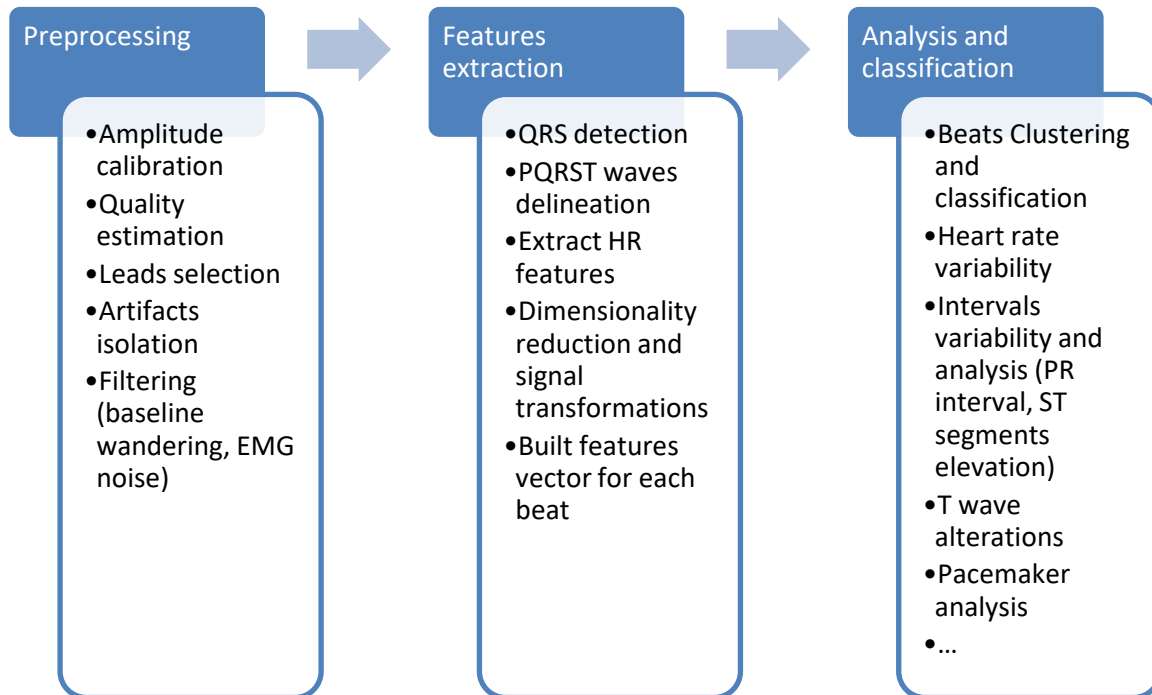 Preprocessing
•Amplitude
calibration
•Quality
estimation
•Leads selection
•Artifacts
isolation
•Filtering
(baseline
wandering, EMG
noise)
Features
extraction
•QRS detection
•PQRST waves
delineation
•Extract HR
features
•Dimensionality
reduction and
signal
transformations
•Built features
vector for each
beat
Analysis and
classification
•Beats Clustering
and
classification
•Heart rate
variability
•Intervals
variability and
analysis (PR
interval, ST
segments
elevation)
•T wave
alterations
•Pacemaker
analysis
•...